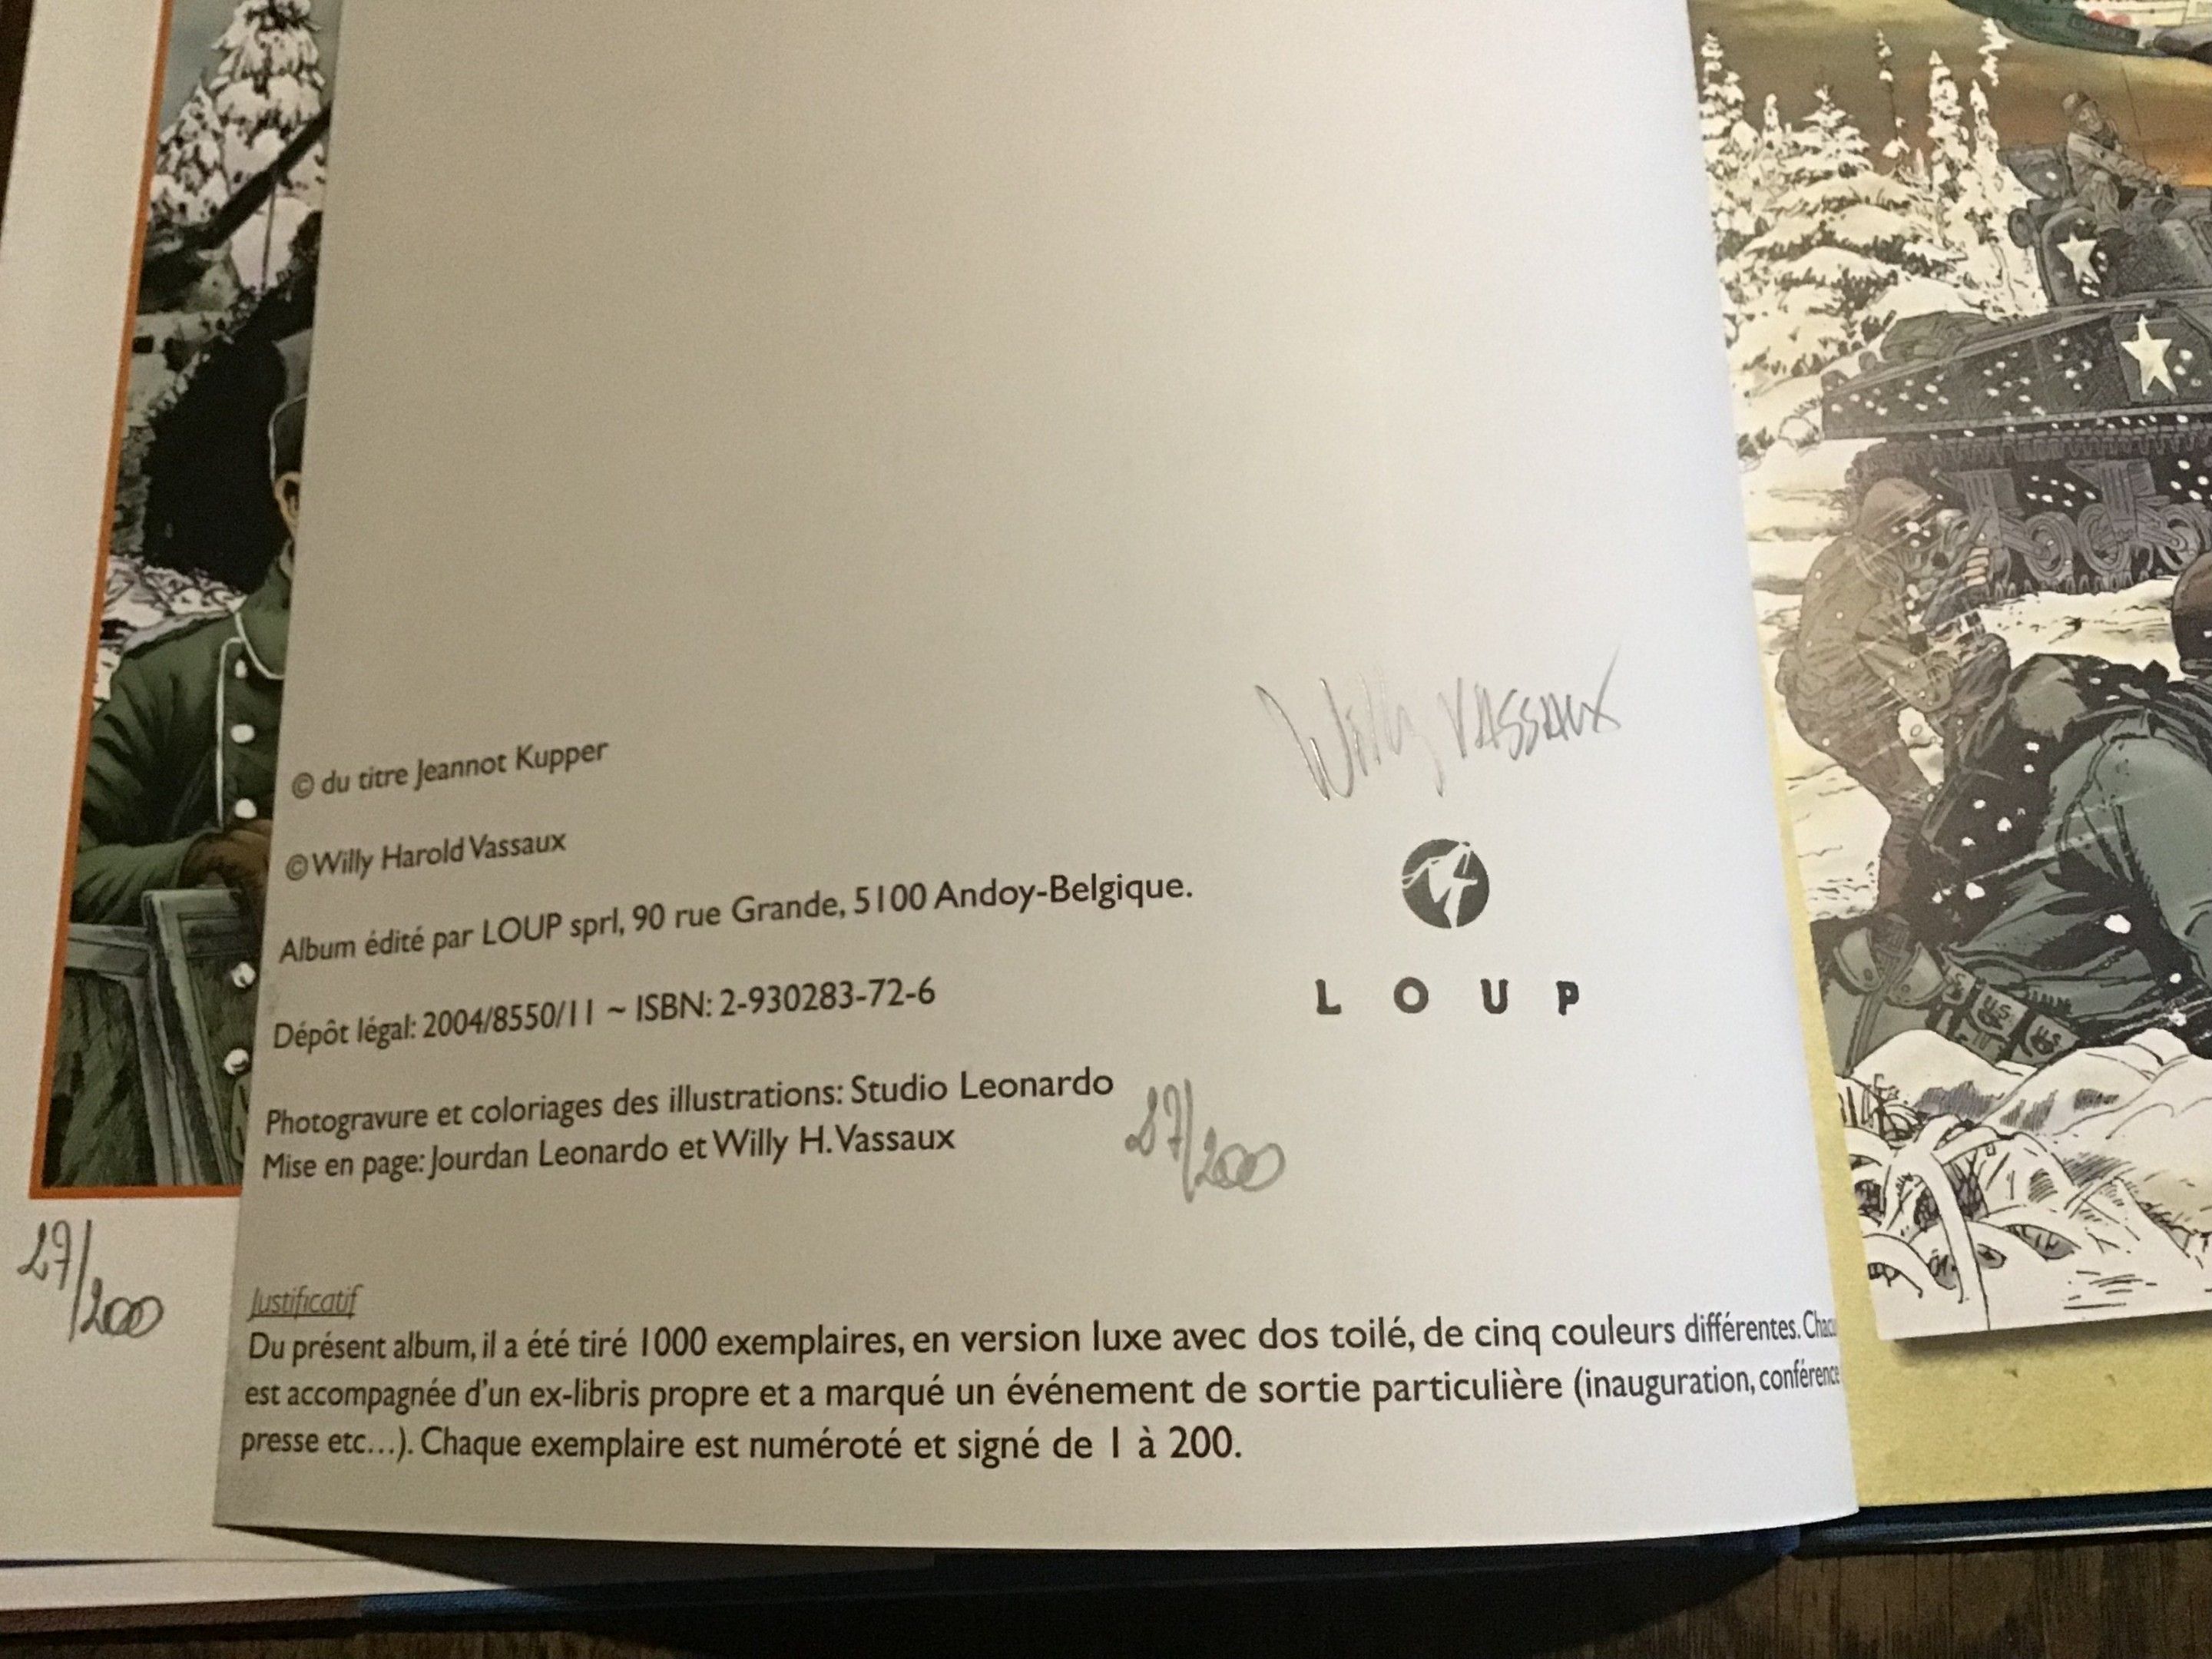 Willy VASSAUX
© du titre Jeannot Kupper
© Willy Harold Vassaux
Album édité par LOUP sprl, 90 rue Grande, 5100 Andoy-Belgique.
LOUP
Dépôt légal: 2004/8550/11 ~ ISBN: 2-930283-72-6
Photogravure et coloriages des illustrations: Studio Leonardo
Mise en page: Jourdan Leonardo et Willy H. Vassaux
27/200
27/200
Justificatif
Du présent album, il a été tiré 1000 exemplaires, en version luxe avec dos toilé, de cinq couleurs différentes.
est accompagnée d'un ex-libris propre et a marqué un événement de sortie particulière (inauguration, conférence
presse etc...). Chaque exemplaire est numéroté et signé de 1 à 200.
U.S.
US